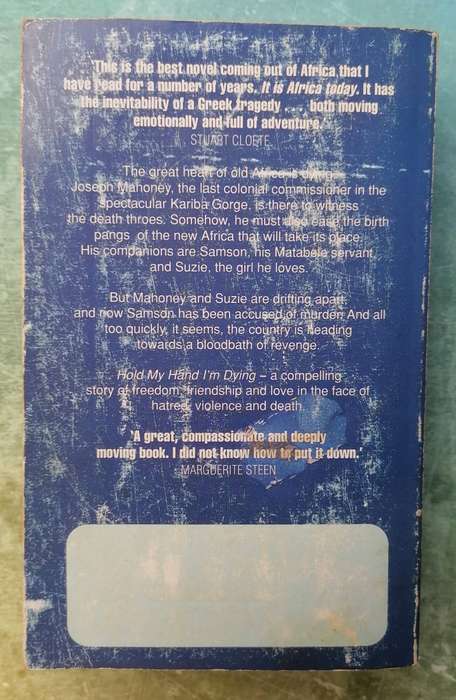 'This is the best novel coming out of Africa that I
have read for a number of years. It is Africa today. It has
the inevitability of a Greek tragedy . . . . both moving
emotionally and full of adventure.'
STUART CLOETE
The great heart of old Africa is dying.
Joseph Mahoney, the last colonial commissioner in the
spectacular Kariba Gorge, is there to witness
the death throes. Somehow, he must also ease the birth
pangs of the new Africa that will take its place.
His companions are Samson, his Matabele servant,
and Suzie, the girl he loves.
But Mahoney and Suzie are drifting apart,
and now Samson has been accused of murder. And all
too quickly, it seems, the country is heading
towards a bloodbath of revenge.
Hold My Hand I'm Dying – a compelling
story of freedom, friendship and love in the face of
hatred, violence and death.
'A great, compassionate and deeply
moving book. I did not know how to put it down.'
MARGUERITE STEEN